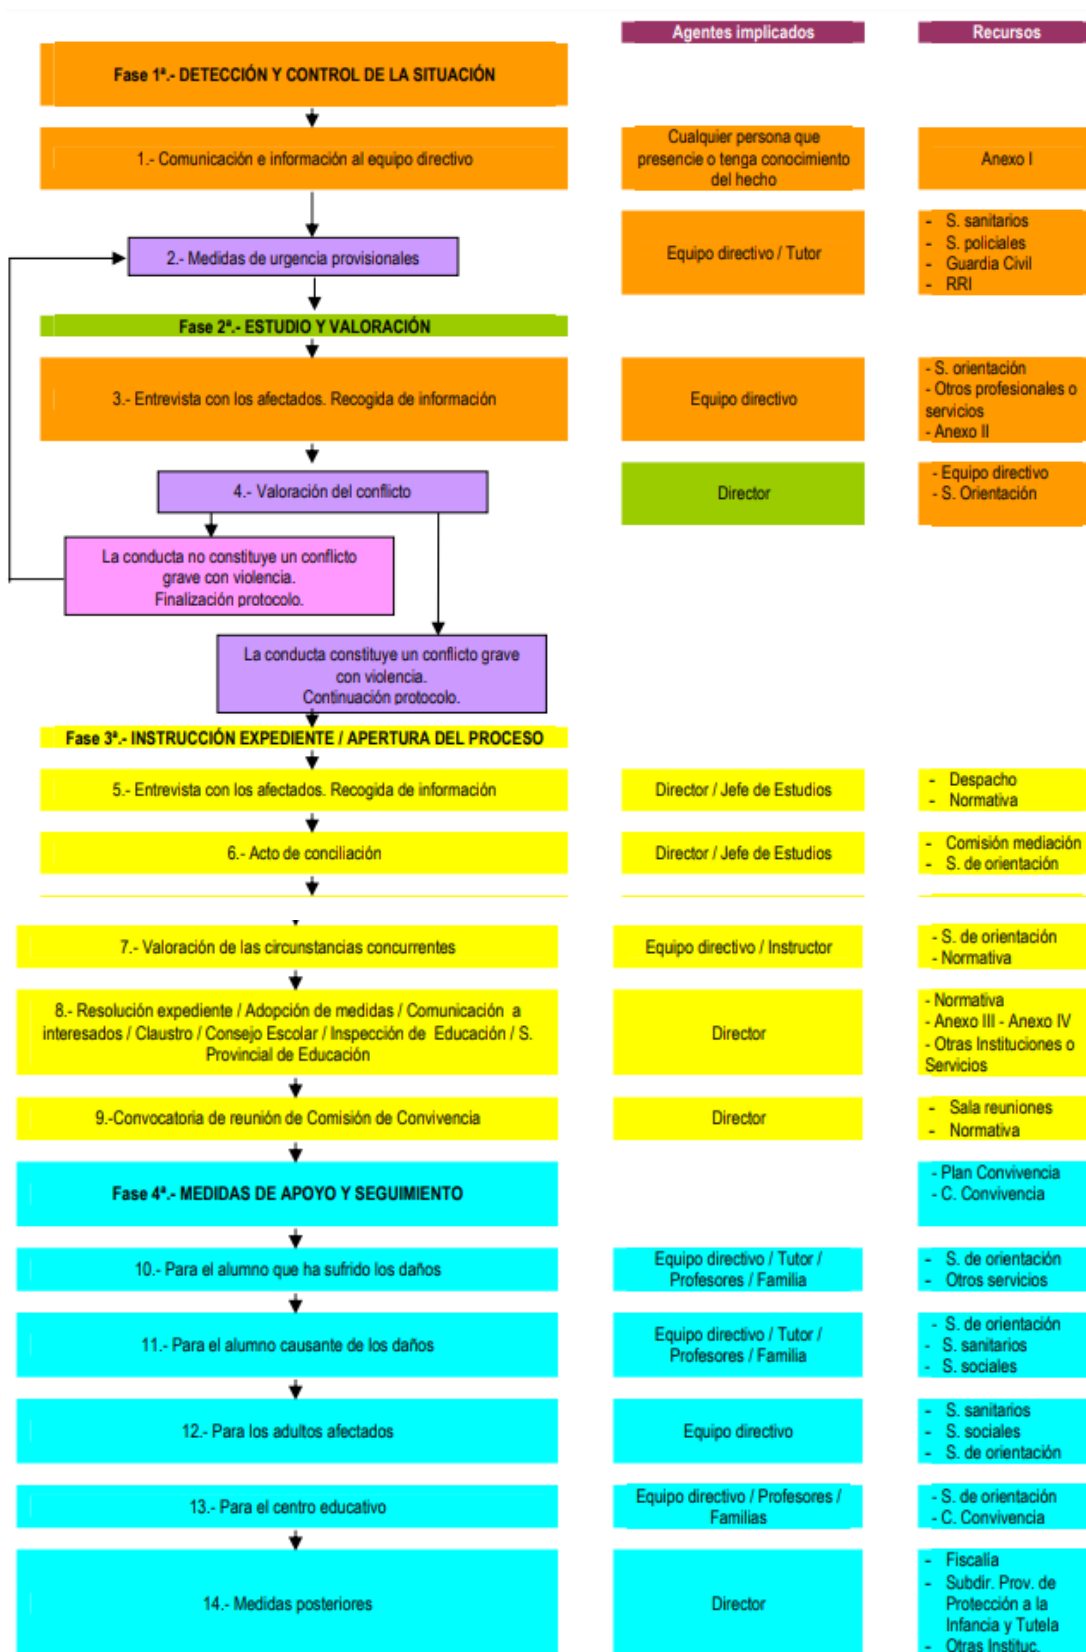 Agentes implicados
Recursos
Fase 1ª.- DETECCIÓN Y CONTROL DE LA SITUACIÓN
1.- Comunicación e información al equipo directivo
Cualquier persona que
presencie o tenga conocimiento
del hecho
Anexo I
2.- Medidas de urgencia provisionales
Equipo directivo / Tutor
- S. sanitarios
- S. policiales
- Guardia Civil
- RRI
Fase 2ª.- ESTUDIO Y VALORACIÓN
3.- Entrevista con los afectados. Recogida de información
Equipo directivo
- S. orientación
- Otros profesionales o
servicios
- Anexo II
4.- Valoración del conflicto
Director
- Equipo directivo
- S. Orientación
La conducta no constituye un conflicto
grave con violencia.
Finalización protocolo.
La conducta constituye un conflicto grave
con violencia.
Continuación protocolo.
Fase 3ª.- INSTRUCCIÓN EXPEDIENTE / APERTURA DEL PROCESO
5.- Entrevista con los afectados. Recogida de información
Director / Jefe de Estudios
- Despacho
- Normativa
6.- Acto de conciliación
Director / Jefe de Estudios
- Comisión mediación
- S. de orientación
7.- Valoración de las circunstancias concurrentes
Equipo directivo / Instructor
- S. de orientación
- Normativa
8.- Resolución expediente / Adopción de medidas / Comunicación a
interesados / Claustro / Consejo Escolar / Inspección de Educación / S.
Provincial de Educación
Director
- Normativa
- Anexo III - Anexo IV
- Otras Instituciones o
Servicios
9.-Convocatoria de reunión de Comisión de Convivencia
Director
- Sala reuniones
- Normativa
Fase 4ª.- MEDIDAS DE APOYO Y SEGUIMIENTO
- Plan Convivencia
- C. Convivencia
10.- Para el alumno que ha sufrido los daños
Equipo directivo / Tutor /
Profesores / Familia
- S. de orientación
- Otros servicios
11.- Para el alumno causante de los daños
Equipo directivo / Tutor /
Profesores / Familia
- S. de orientación
- S. sanitarios
- S. sociales
12.- Para los adultos afectados
Equipo directivo
- S. sanitarios
- S. sociales
- S. de orientación
13.- Para el centro educativo
Equipo directivo / Profesores /
Familias
- S. de orientación
- C. Convivencia
14.- Medidas posteriores
Director
- Fiscalía
- Subdir. Prov. de
Protección a la
Infancia y Tutela
- Otras Instituc.